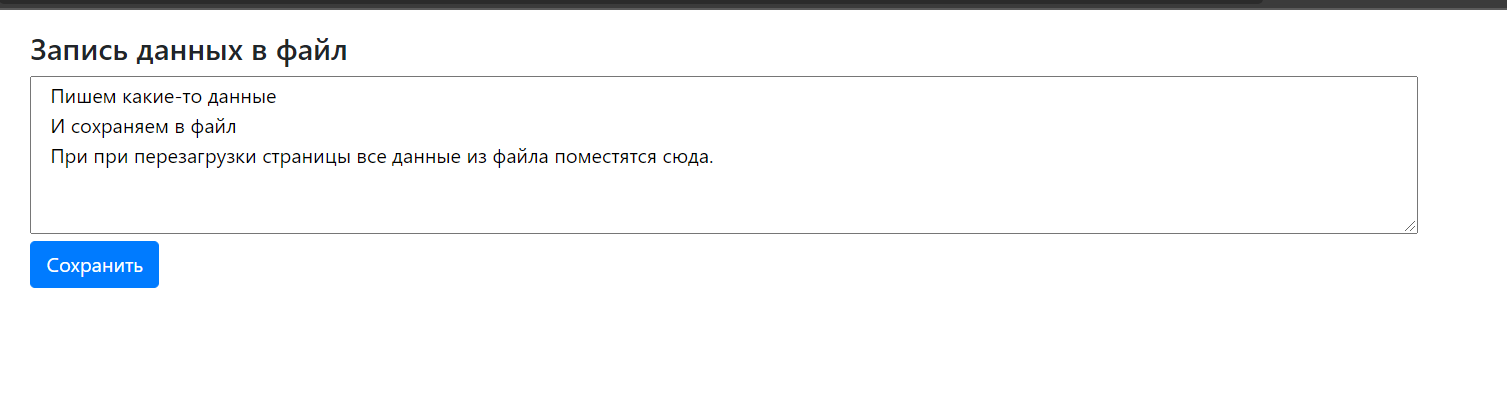 Запись данных в файл
Пишем какие-то данные
И сохраняем в файл
При при перезагрузки страницы все данные из файла поместятся сюда.
Сохранить